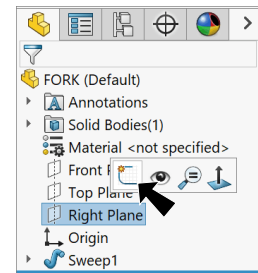 FORK (Default)
Annotations
Solid Bodies(1)
Material <not specified>
Front
Top Plane
Right Plane
Origin
Sweep1